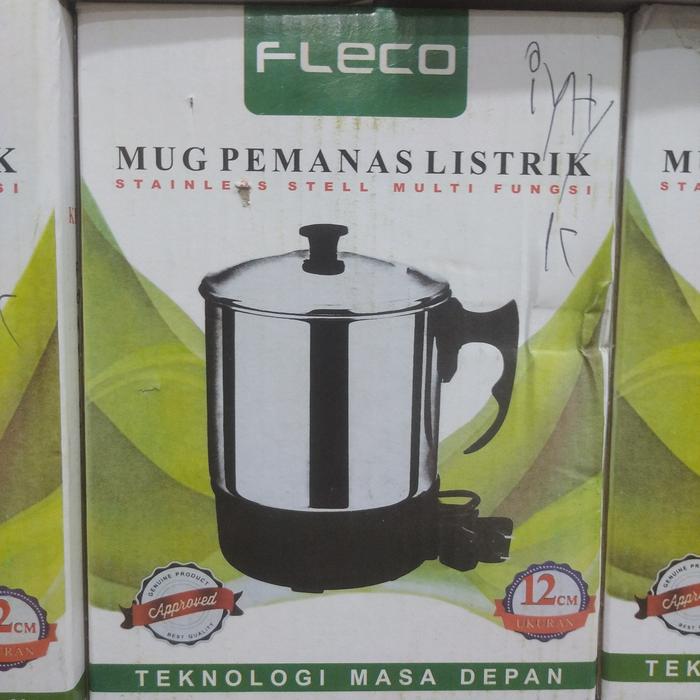 FLECO
MUG PEMANAS LISTRIK
STAINLESS STELL MULTI FUNGSI
GENUINE PRODUCT
Approved
BEST QUALITY
12CM
UKURAN
TEKNOLOGI MASA DEPAN